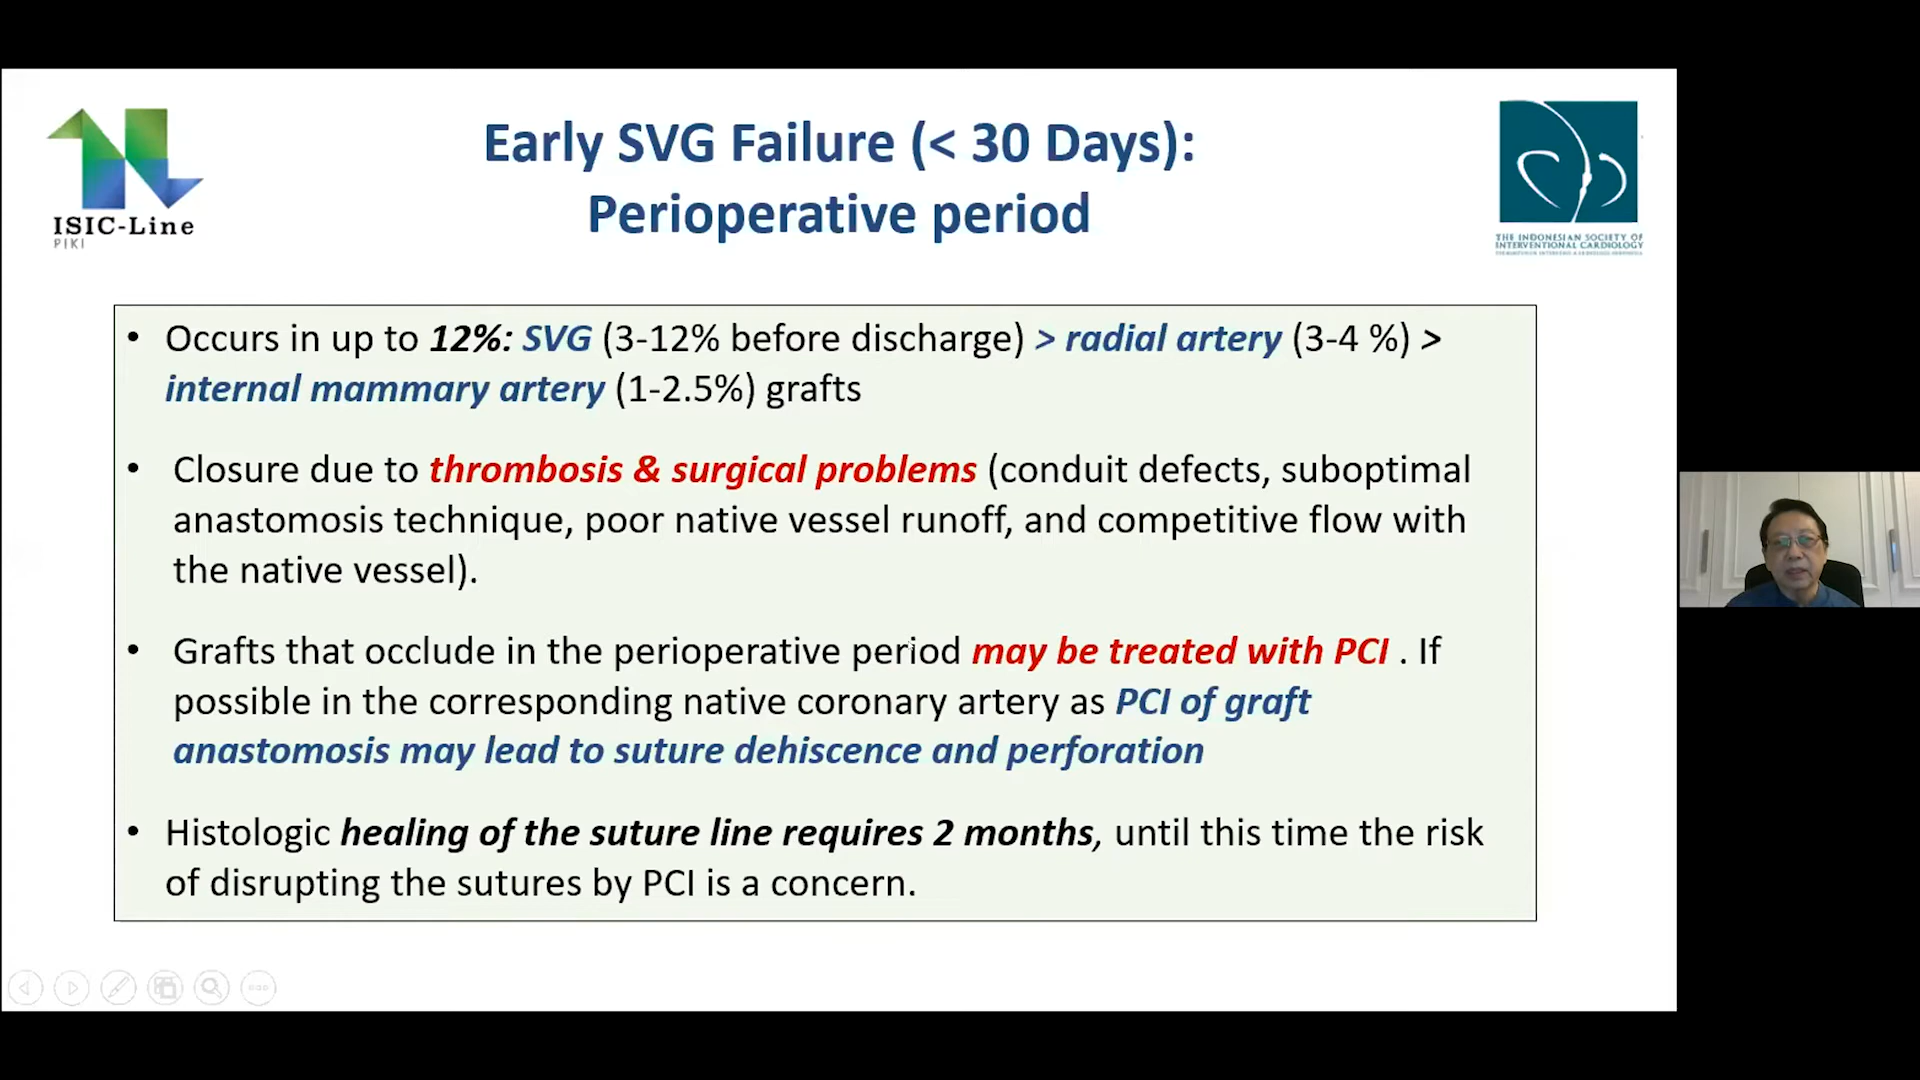 Early SVG Failure (< 30 Days):
Perioperative period
ISIC-Line
PIKI
THE INDONESIAN SOCIETY OF
INTERVENTIONAL CARDIOLOGY
• Occurs in up to 12%: SVG (3-12% before discharge) > radial artery (3-4 %) >
internal mammary artery (1-2.5%) grafts
• Closure due to thrombosis & surgical problems (conduit defects, suboptimal
anastomosis technique, poor native vessel runoff, and competitive flow with
the native vessel).
• Grafts that occlude in the perioperative period may be treated with PCI . If
possible in the corresponding native coronary artery as PCI of graft
anastomosis may lead to suture dehiscence and perforation
• Histologic healing of the suture line requires 2 months, until this time the risk
of disrupting the sutures by PCI is a concern.